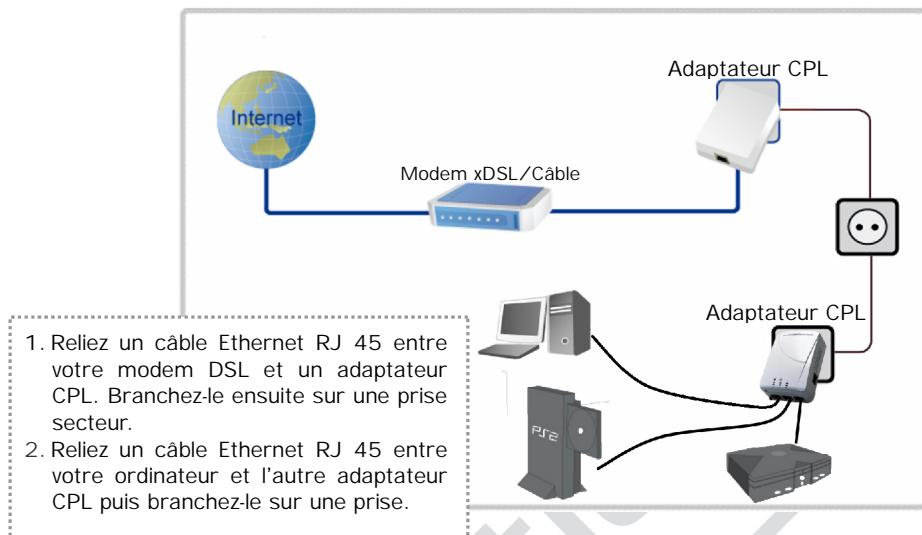 Adaptateur CPL
Internet
Modem xDSL/Câble
Adaptateur CPL
1. Reliez un câble Ethernet RJ 45 entre
votre modem DSL et un adaptateur
CPL. Branchez-le ensuite sur une prise
secteur.
2. Reliez un câble Ethernet RJ 45 entre
votre ordinateur et l'autre adaptateur
CPL puis branchez-le sur une prise.
PS2